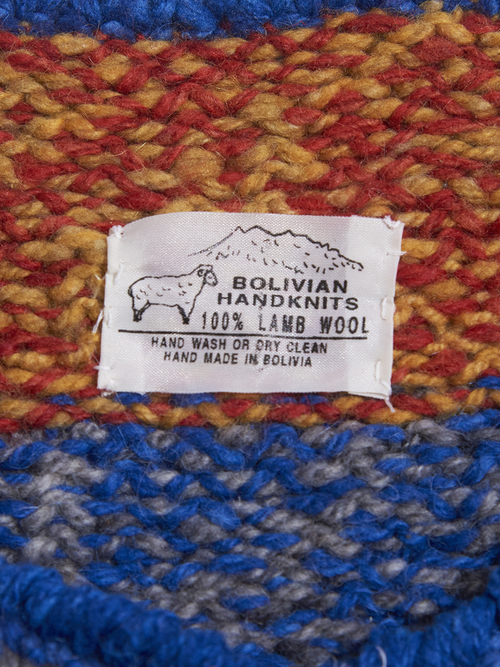 BOLIVIAN
HANDKNITS
100% LAMB WOOL
HAND WASH OR DRY CLEAN
HAND MADE IN BOLIVIA